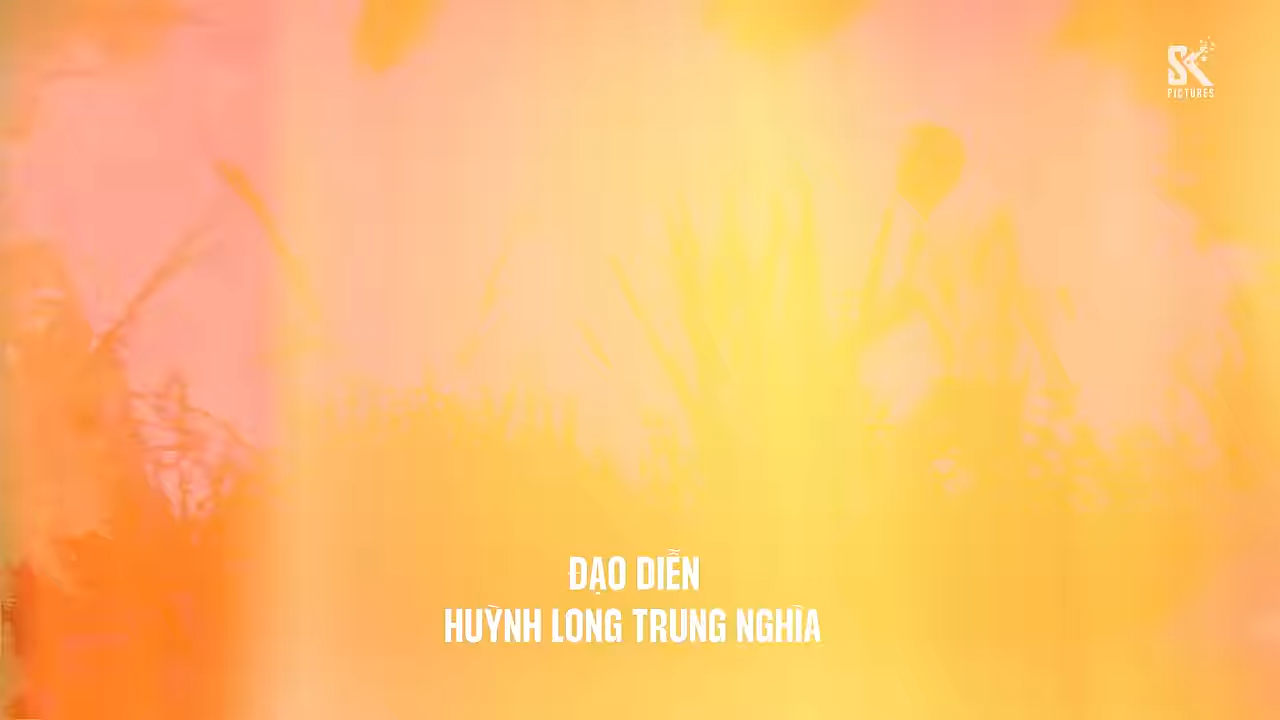 SK
PICTURES
ĐẠO DIỄN
HUỲNH LONG TRUNG NGHĨA